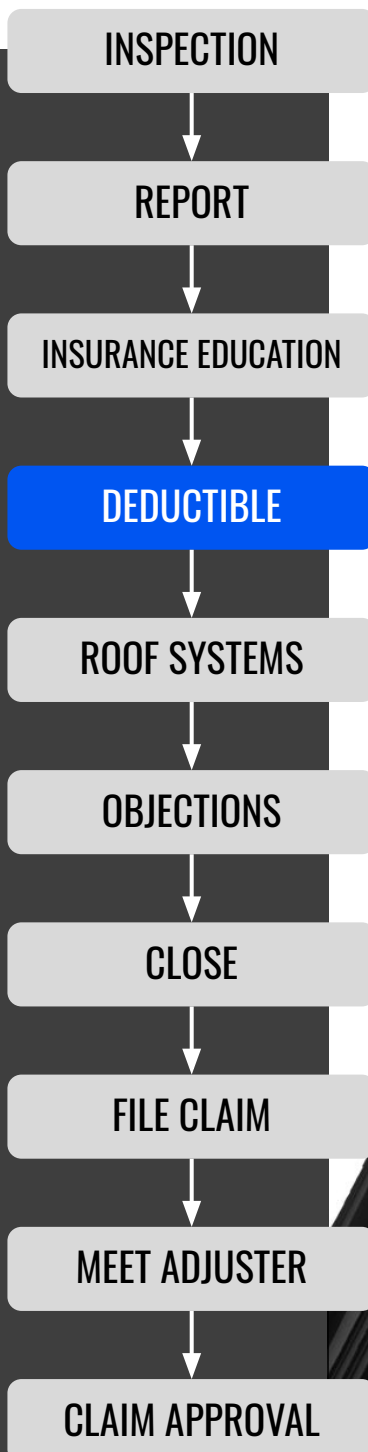 INSPECTION
REPORT
INSURANCE EDUCATION
DEDUCTIBLE
ROOF SYSTEMS
OBJECTIONS
CLOSE
FILE CLAIM
MEET ADJUSTER
CLAIM APPROVAL